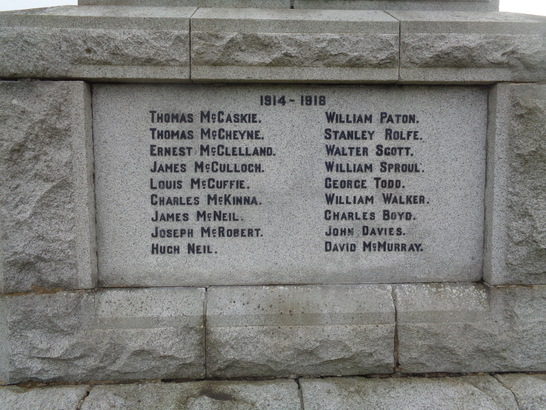 1914 - 1918
THOMAS McCASKIE.
THOMAS McCHEYNE.
ERNEST McCLELLAND.
JAMES McCULLOCH.
LOUIS McGUFFIE.
CHARLES McKINNA.
JAMES McNEIL.
JOSEPH McROBERT.
HUGH NEIL.
WILLIAM PATON.
STANLEY ROLFE.
WALTER SCOTT.
WILLIAM SPROUL.
GEORGE TODD.
WILLIAM WALKER.
CHARLES BOYD.
JOHN DAVIES.
DAVID McMURRAY.